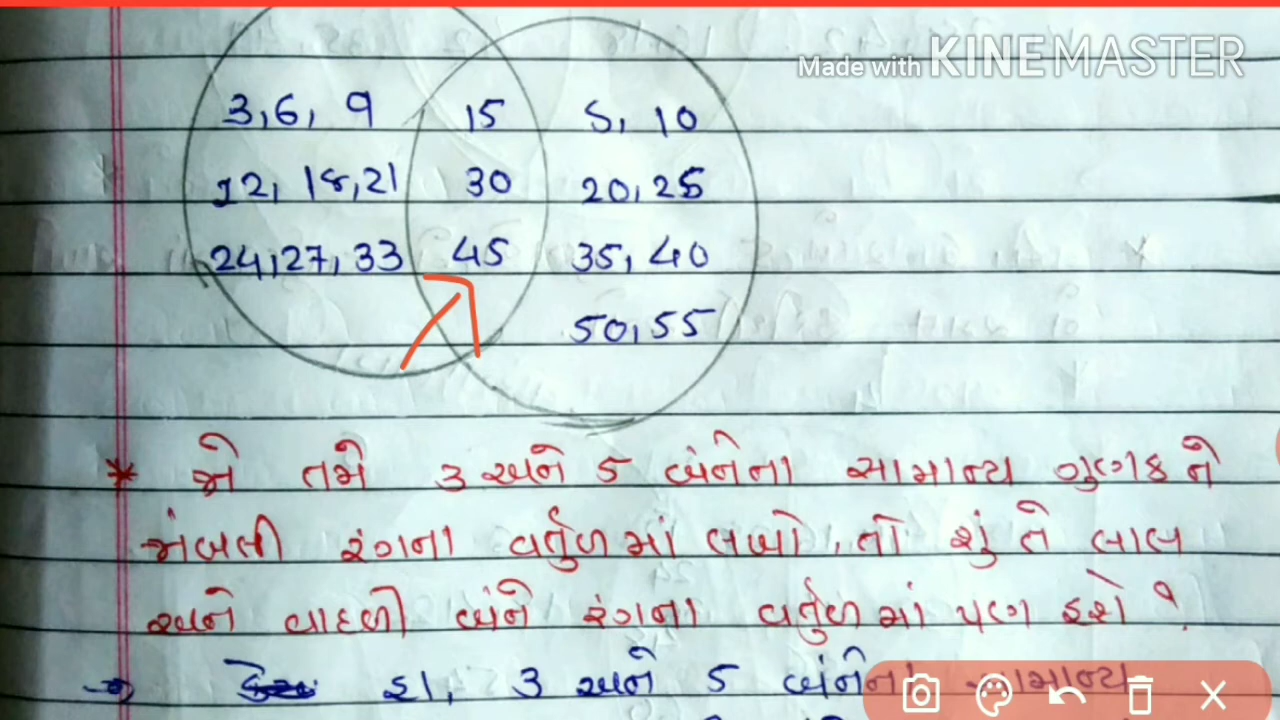 Made with KINEMASTER
3, 6, 9 15 5, 10
12, 18, 21 30 20, 25
24, 27, 33 45 35, 40
50, 55
* જો તમે 3 અને 5 બંનેના સામાન્ય ગુણક ને
જાંબલી રંગના વર્તુળમાં લખો, તો શું તે લાલ
અને વાદળી બંને રંગના વર્તુળમાં પણ હશે ?
→ હા, 3 અને 5 બંનેના સામાન્ય